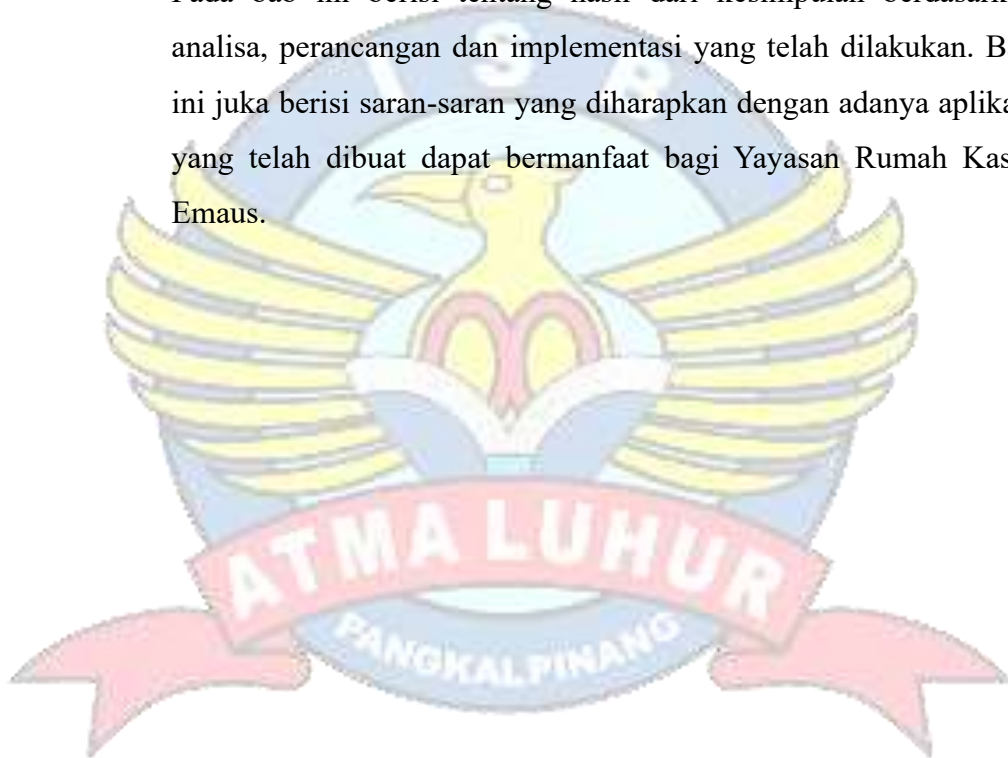 Pada bab ini berisi tentang hasil dari kesimpulan
analisa, perancangan dan implementasi yang telah dilakukan. B
ini juka berisi saran-saran yang diharapkan dengan adanya aplika
yang telah dibuat dapat bermanfaat bagi Yayasan Rumah Kas
Emaus.
I S B
ATMA LUHUR
PANGKALPINANG